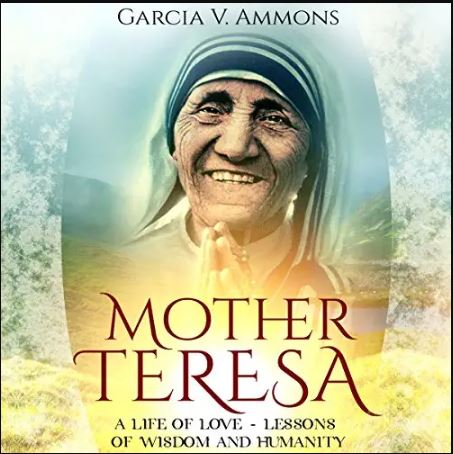 GARCIA V. AMMONS
MOTHER
TERESA
A LIFE OF LOVE - LESSONS
OF WISDOM AND HUMANITY